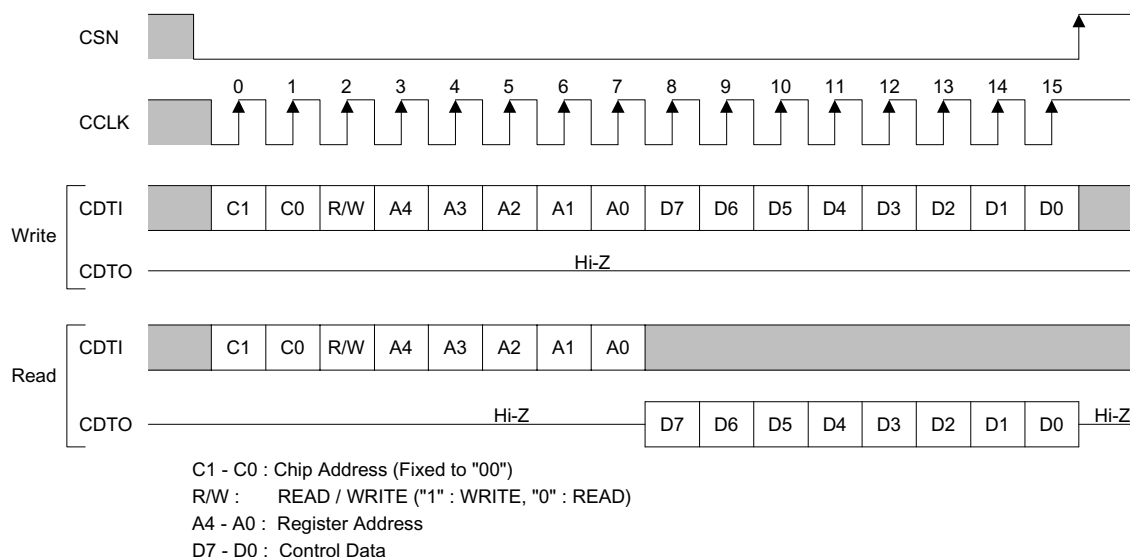 CSN
0 1 2 3 4 5 6 7 8 9 10 11 12 13 14 15
CCLK
Write
CDTI C1 C0 R/W A4 A3 A2 A1 A0 D7 D6 D5 D4 D3 D2 D1 D0
CDTO Hi-Z
Read
CDTI C1 C0 R/W A4 A3 A2 A1 A0
CDTO Hi-Z D7 D6 D5 D4 D3 D2 D1 D0 Hi-Z
C1 - C0 : Chip Address (Fixed to "00")
R/W : READ / WRITE ("1" : WRITE, "0" : READ)
A4 - A0 : Register Address
D7 - D0 : Control Data